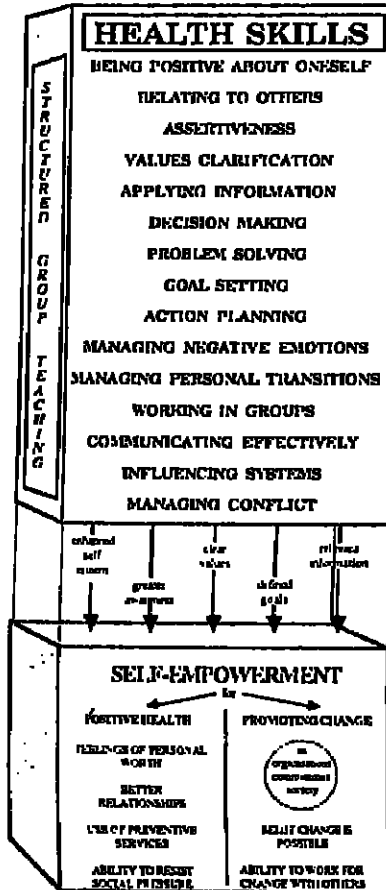 HEALTH SKILLS
STRUCTURED GROUP TEACHING
BEING POSITIVE ABOUT ONESELF
RELATING TO OTHERS
ASSERTIVENESS
VALUES CLARIFICATION
APPLYING INFORMATION
DECISION MAKING
PROBLEM SOLVING
GOAL SETTING
ACTION PLANNING
MANAGING NEGATIVE EMOTIONS
MANAGING PERSONAL TRANSITIONS
WORKING IN GROUPS
COMMUNICATING EFFECTIVELY
INFLUENCING SYSTEMS
MANAGING CONFLICT
enhanced
self
esteem
greater
awareness
clear
values
defined
goals
relevant
information
SELF-EMPOWERMENT
for
POSITIVE HEALTH
FEELINGS OF PERSONAL
WORTH
BETTER
RELATIONSHIPS
USE OF PREVENTIVE
SERVICES
ABILITY TO RESIST
SOCIAL PRESSURE
PROMOTING CHANGE
in
society
BELIEF CHANGE IS
POSSIBLE
ABILITY TO WORK FOR
CHANGE WITH OTHERS